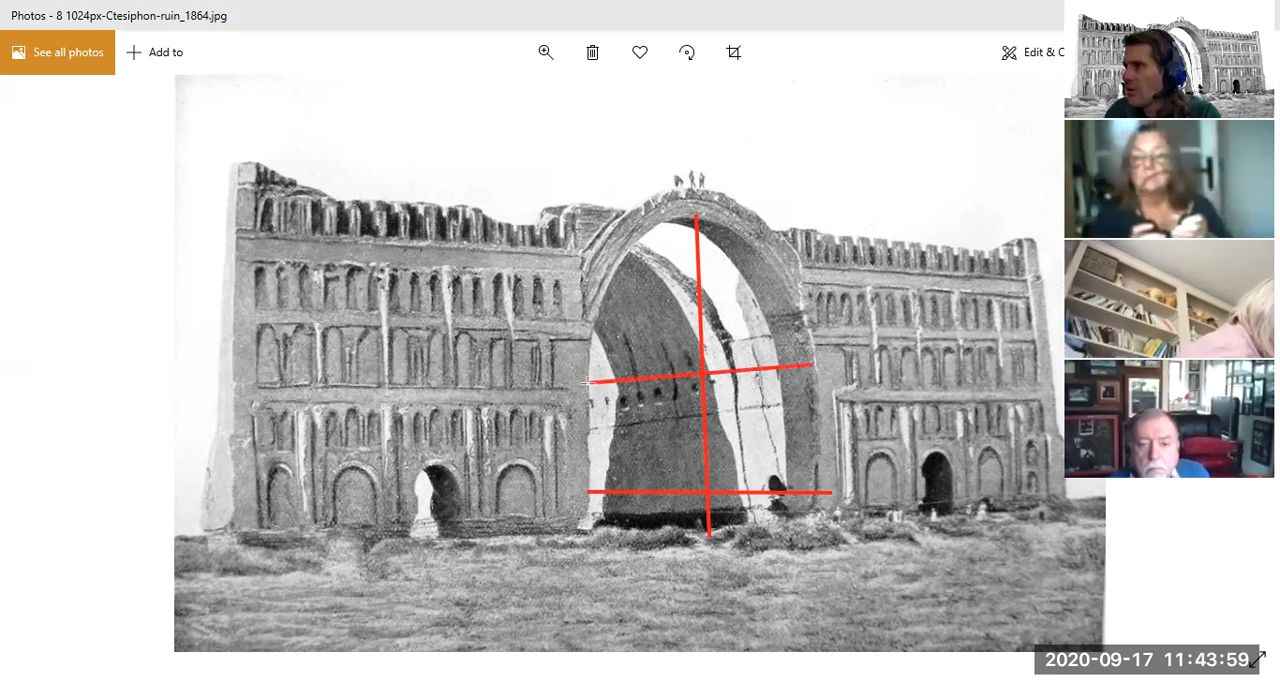 Photos - 8 1024px-Ctesiphon-ruin_1864.jpg
See all photos
Add to
Edit & C
2020-09-17 11:43:59